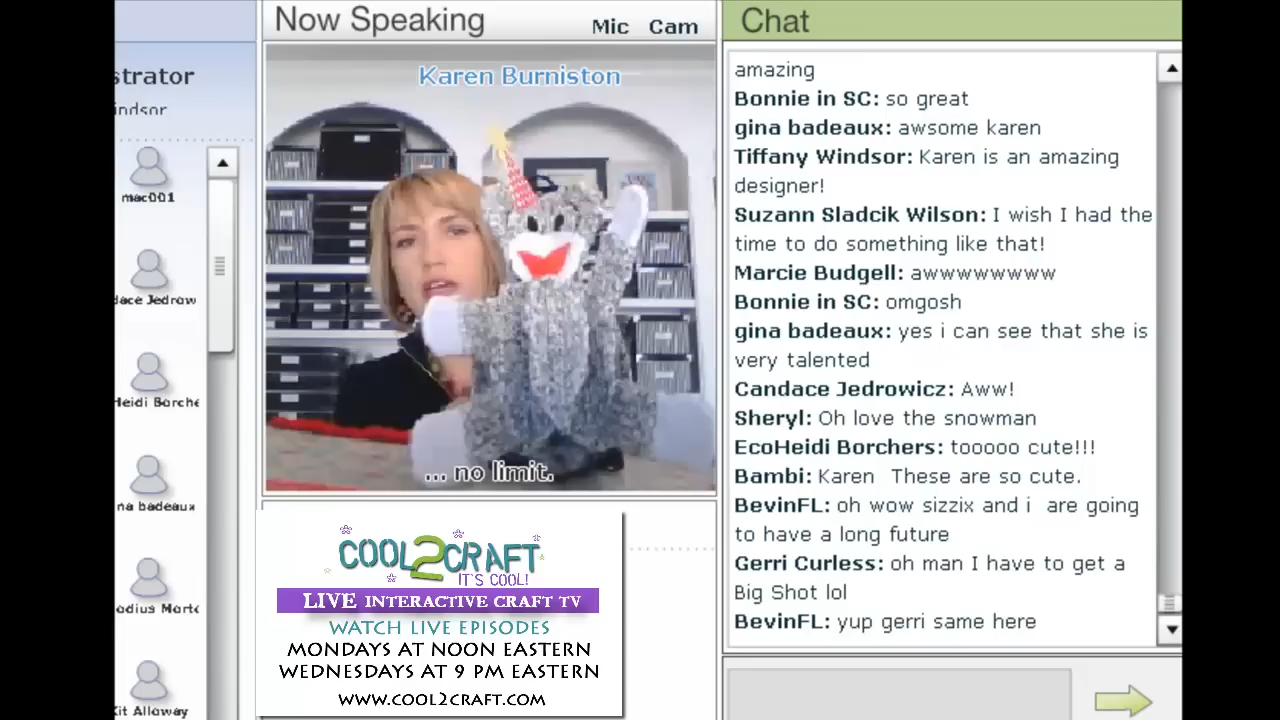 strator
indsor
mac001
dace Jedrow
Heidi Borche
na badeaux
adius Marte
Kit Alloway
Now Speaking
Mic Cam
Karen Burniston
... no limit.
COOL2CRAFT
IT'S COOL!
LIVE INTERACTIVE CRAFT TV
WATCH LIVE EPISODES
MONDAYS AT NOON EASTERN
WEDNESDAYS AT 9 PM EASTERN
WWW.COOL2CRAFT.COM
Chat
amazing
Bonnie in SC: so great
gina badeaux: awsome karen
Tiffany Windsor: Karen is an amazing
designer!
Suzann Sladcik Wilson: I wish I had the
time to do something like that!
Marcie Budgell: awwwwwwww
Bonnie in SC: omgosh
gina badeaux: yes i can see that she is
very talented
Candace Jedrowicz: Aww!
Sheryl: Oh love the snowman
EcoHeidi Borchers: tooooo cute!!!
Bambi: Karen These are so cute.
BevinFL: oh wow sizzix and i are going
to have a long future
Gerri Curless: oh man I have to get a
Big Shot lol
BevinFL: yup gerri same here